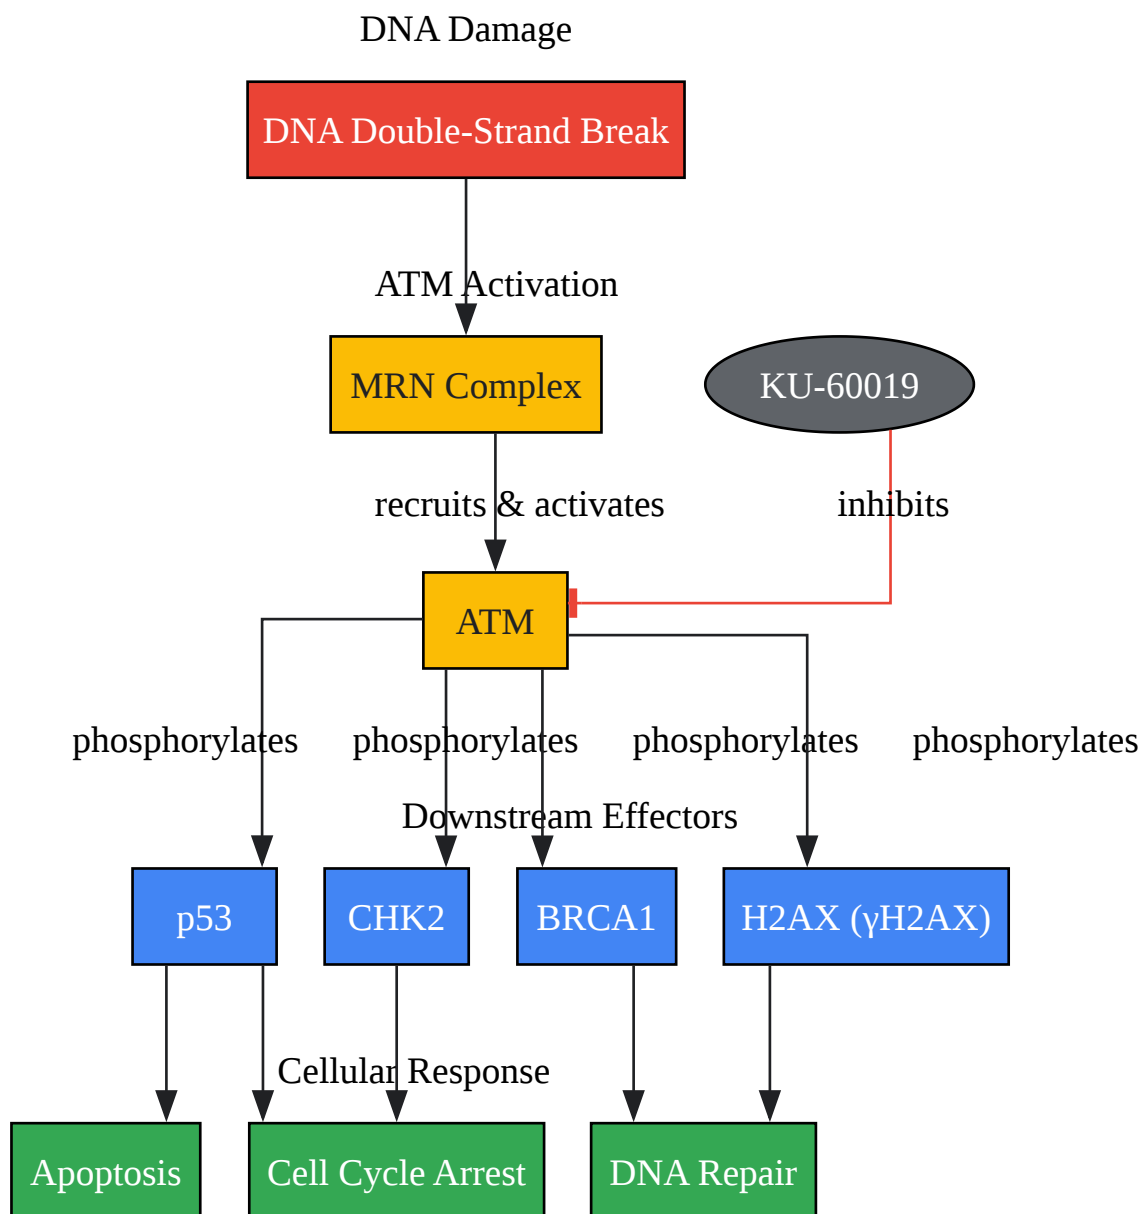 DNA Damage
DNA Double-Strand Break
ATM Activation
MRN Complex
KU-60019
recruits & activates
inhibits
ATM
phosphorylates
phosphorylates
phosphorylates
phosphorylates
Downstream Effectors
p53
CHK2
BRCA1
H2AX (γH2AX)
Cellular Response
Apoptosis
Cell Cycle Arrest
DNA Repair